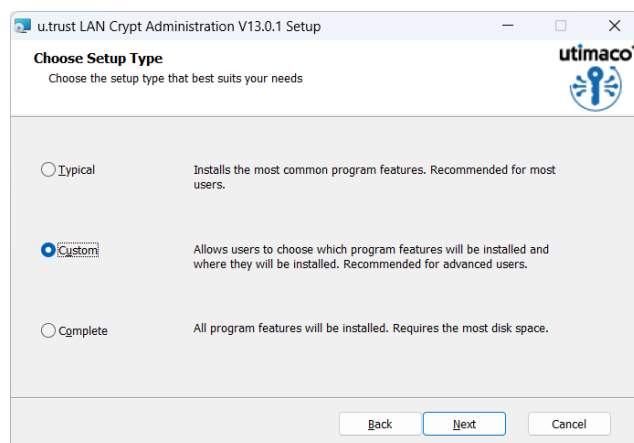 u.trust LAN Crypt Administration V13.0.1 Setup
Choose Setup Type
Choose the setup type that best suits your needs
utimaco
Typical
Installs the most common program features. Recommended for most
users.
Custom
Allows users to choose which program features will be installed and
where they will be installed. Recommended for advanced users.
Complete
All program features will be installed. Requires the most disk space.
Back
Next
Cancel